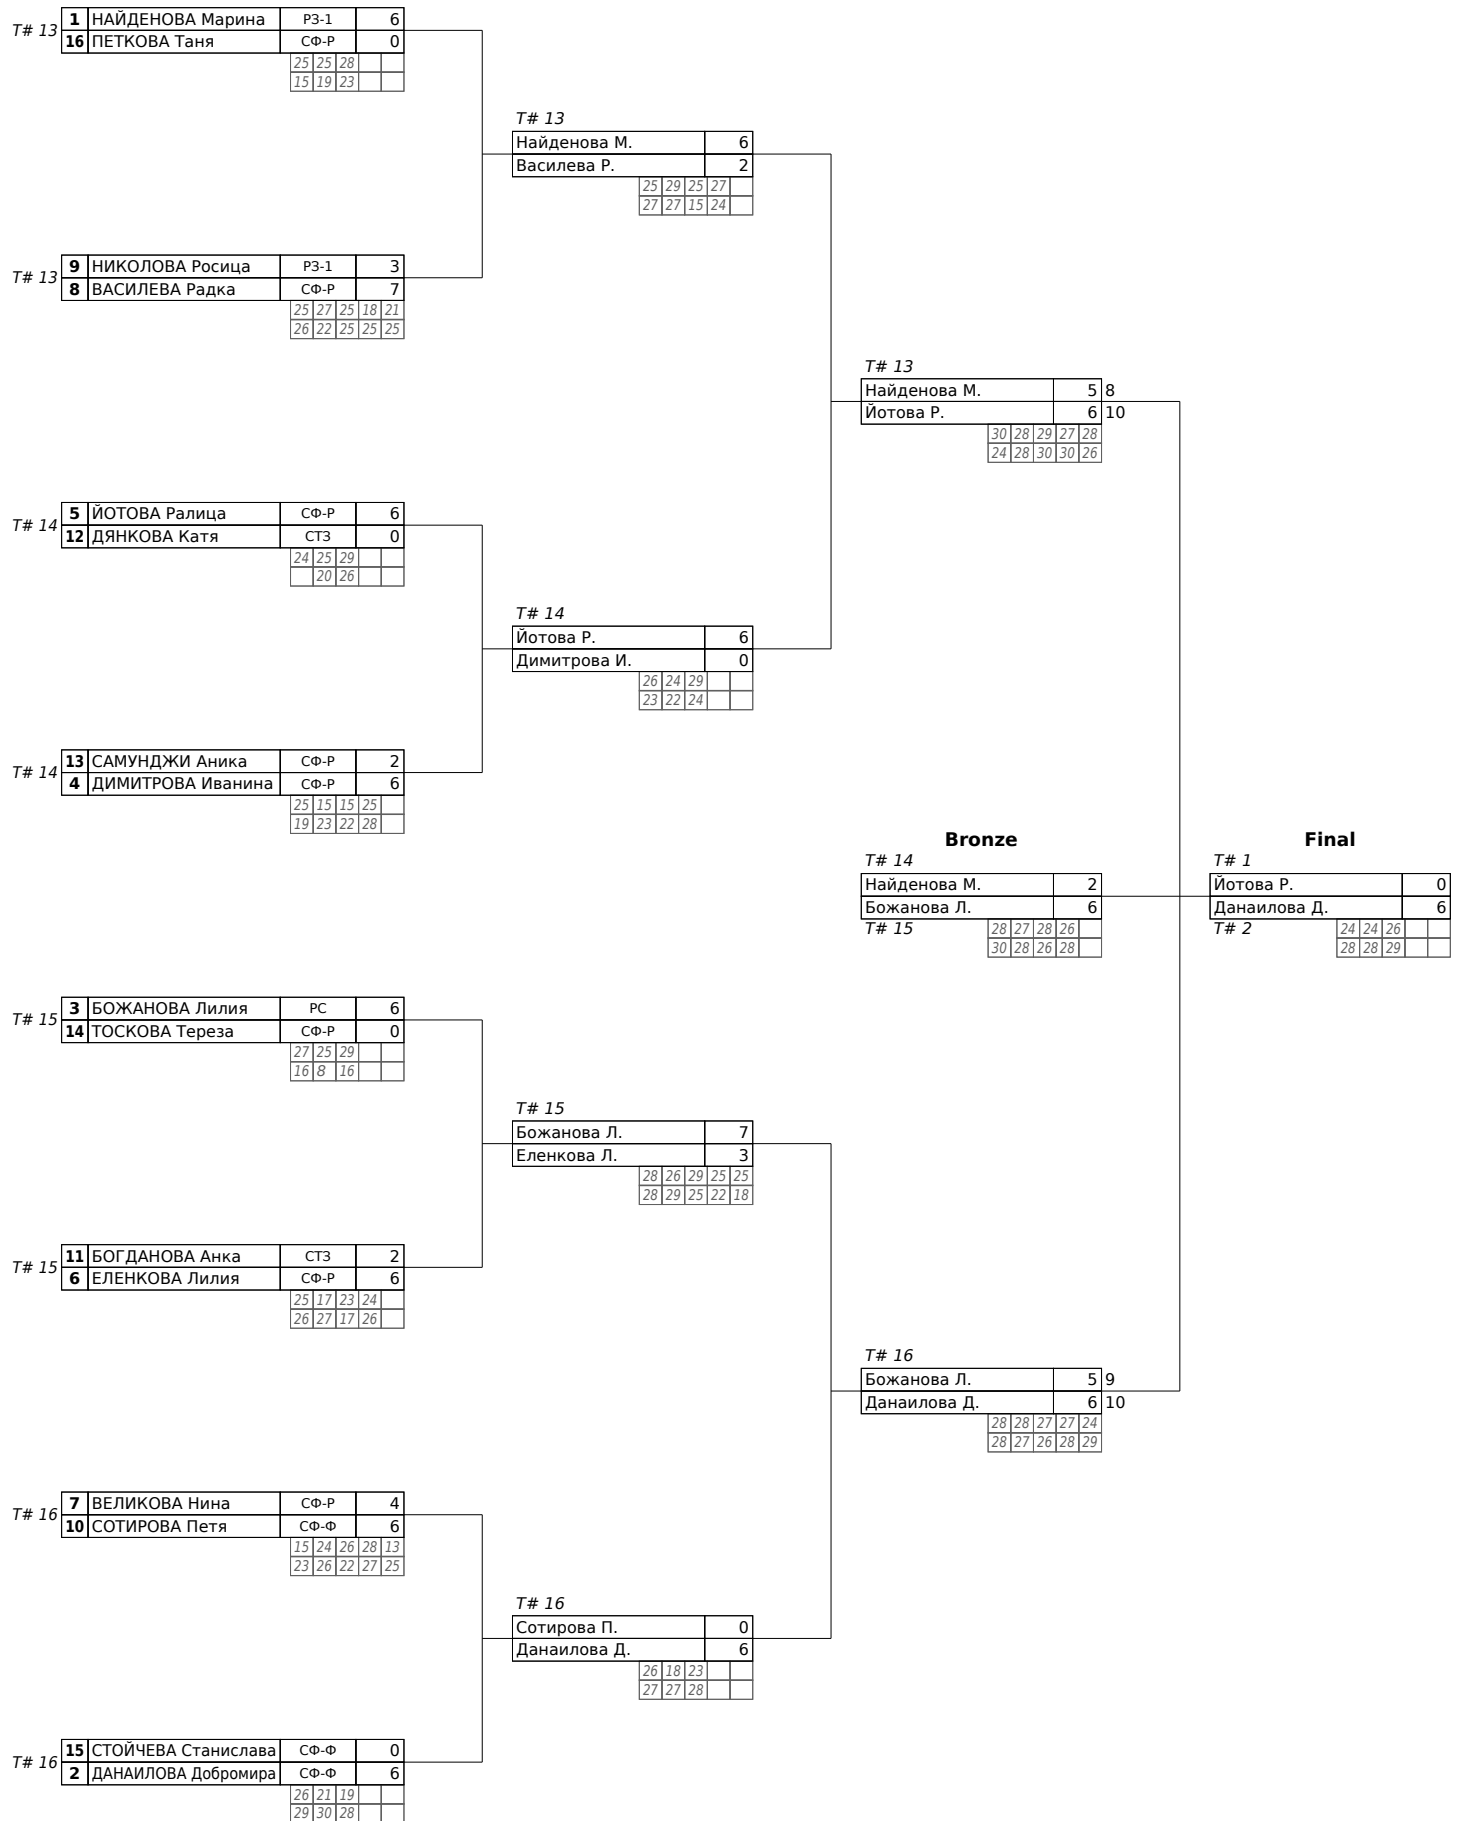 T# 13
1 НАЙДЕНОВА Марина РЗ-1 6
16 ПЕТКОВА Таня СФ-Р 0
25 25 28
15 19 23
T# 13
Найденова М. 6
Василева Р. 2
25 29 25 27
27 27 15 24
T# 13
9 НИКОЛОВА Росица РЗ-1 3
8 ВАСИЛЕВА Радка СФ-Р 7
25 27 25 18 21
26 22 25 25 25
T# 13
Найденова М. 5 8
Йотова Р. 6 10
30 28 29 27 28
24 28 30 30 26
T# 14
5 ЙОТОВА Ралица СФ-Р 6
12 ДЯНКОВА Катя СТЗ 0
24 25 29
20 26
T# 14
Йотова Р. 6
Димитрова И. 0
26 24 29
23 22 24
T# 14
13 САМУНДЖИ Аника СФ-Р 2
4 ДИМИТРОВА Иванина СФ-Р 6
25 15 15 25
19 23 22 28
Bronze
T# 14
Найденова М. 2
Божанова Л. 6
T# 15
28 27 28 26
30 28 26 28
Final
T# 1
Йотова Р. 0
Данаилова Д. 6
T# 2
24 24 26
28 28 29
T# 15
3 БОЖАНОВА Лилия РС 6
14 ТОСКОВА Тереза СФ-Р 0
27 25 29
16 8 16
T# 15
Божанова Л. 7
Еленкова Л. 3
28 26 29 25 25
28 29 25 22 18
T# 15
11 БОГДАНОВА Анка СТЗ 2
6 ЕЛЕНКОВА Лилия СФ-Р 6
25 17 23 24
26 27 17 26
T# 16
Божанова Л. 5 9
Данаилова Д. 6 10
28 28 27 27 24
28 27 26 28 29
T# 16
7 ВЕЛИКОВА Нина СФ-Р 4
10 СОТИРОВА Петя СФ-Ф 6
15 24 26 28 13
23 26 22 27 25
T# 16
Сотирова П. 0
Данаилова Д. 6
26 18 23
27 27 28
T# 16
15 СТОЙЧЕВА Станислава СФ-Ф 0
2 ДАНАИЛОВА Добромира СФ-Ф 6
26 21 19
29 30 28